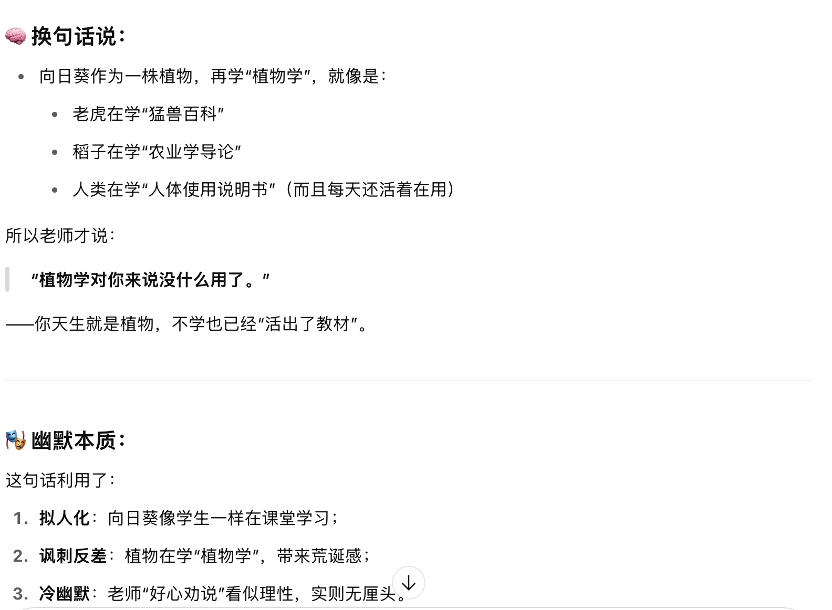 🧠 换句话说：
• 向日葵作为一株植物，再学“植物学”，就像是：
• 老虎在学“猛兽百科”
• 稻子在学“农业学导论”
• 人类在学“人体使用说明书”（而且每天还活着在用）
所以老师才说：
“植物学对你来说没什么用了。”
——你天生就是植物，不学也已经“活出了教材”。
🎭 幽默本质：
这句话利用了：
1. 拟人化：向日葵像学生一样在课堂学习；
2. 讽刺反差：植物在学“植物学”，带来荒诞感；
3. 冷幽默：老师“好心劝说”看似理性，实则无厘头。